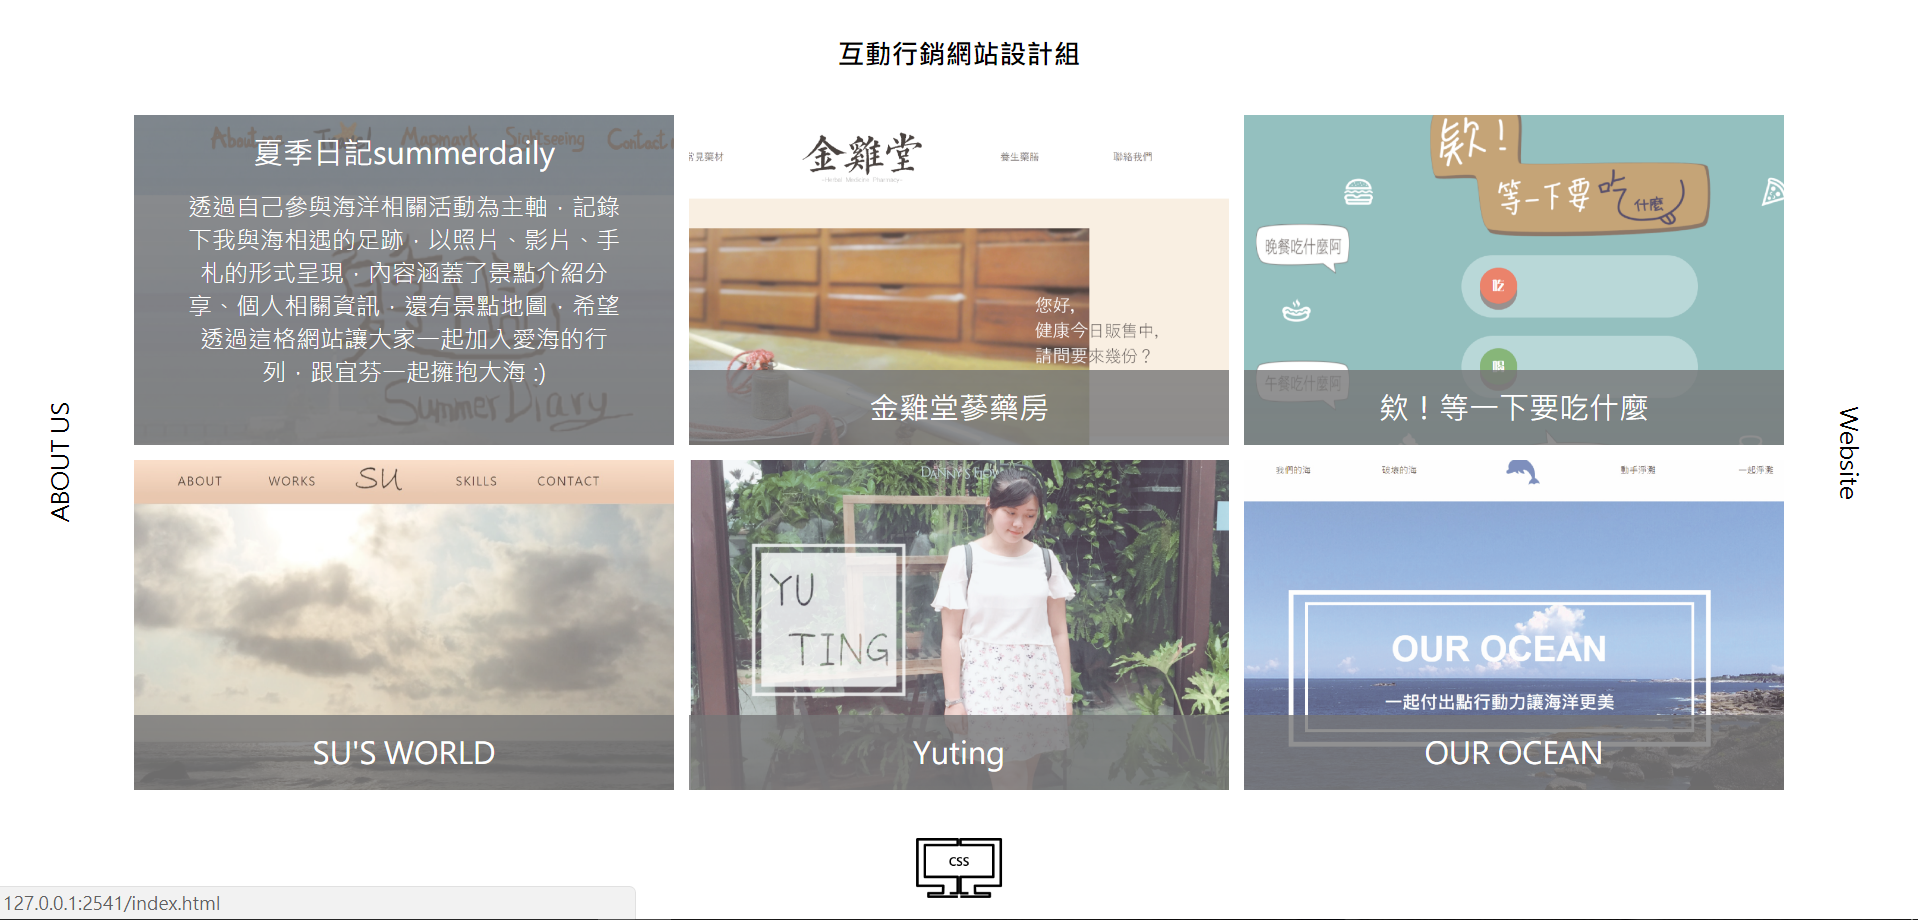 互動行銷網站設計組
About me Travel Mapmark Sightseeing Contact
夏季日記summerdaily
透過自己參與海洋相關活動為主軸，記錄
下我與海相遇的足跡，以照片、影片、手
札的形式呈現，內容涵蓋了景點介紹分
享、個人相關資訊，還有景點地圖，希望
透過這格網站讓大家一起加入愛海的行
列，跟宜芬一起擁抱大海 :)
Summer Diary
常見藥材
金雞堂
-Herbal Medicine Pharmacy-
養生藥膳
聯絡我們
您好,
健康今日販售中,
請問要來幾份？
金雞堂蔘藥房
欸！
等一下要吃什麼
晚餐吃什麼阿
吃
喝
午餐吃什麼阿
欸！等一下要吃什麼
ABOUT US
Website
ABOUT WORKS SU SKILLS CONTACT
SU'S WORLD
DANNY'S FLOW
YU
TING
Yuting
我們的海 破壞的海 動手淨灘 一起淨灘
OUR OCEAN
一起付出點行動力讓海洋更美
OUR OCEAN
CSS
127.0.0.1:2541/index.html